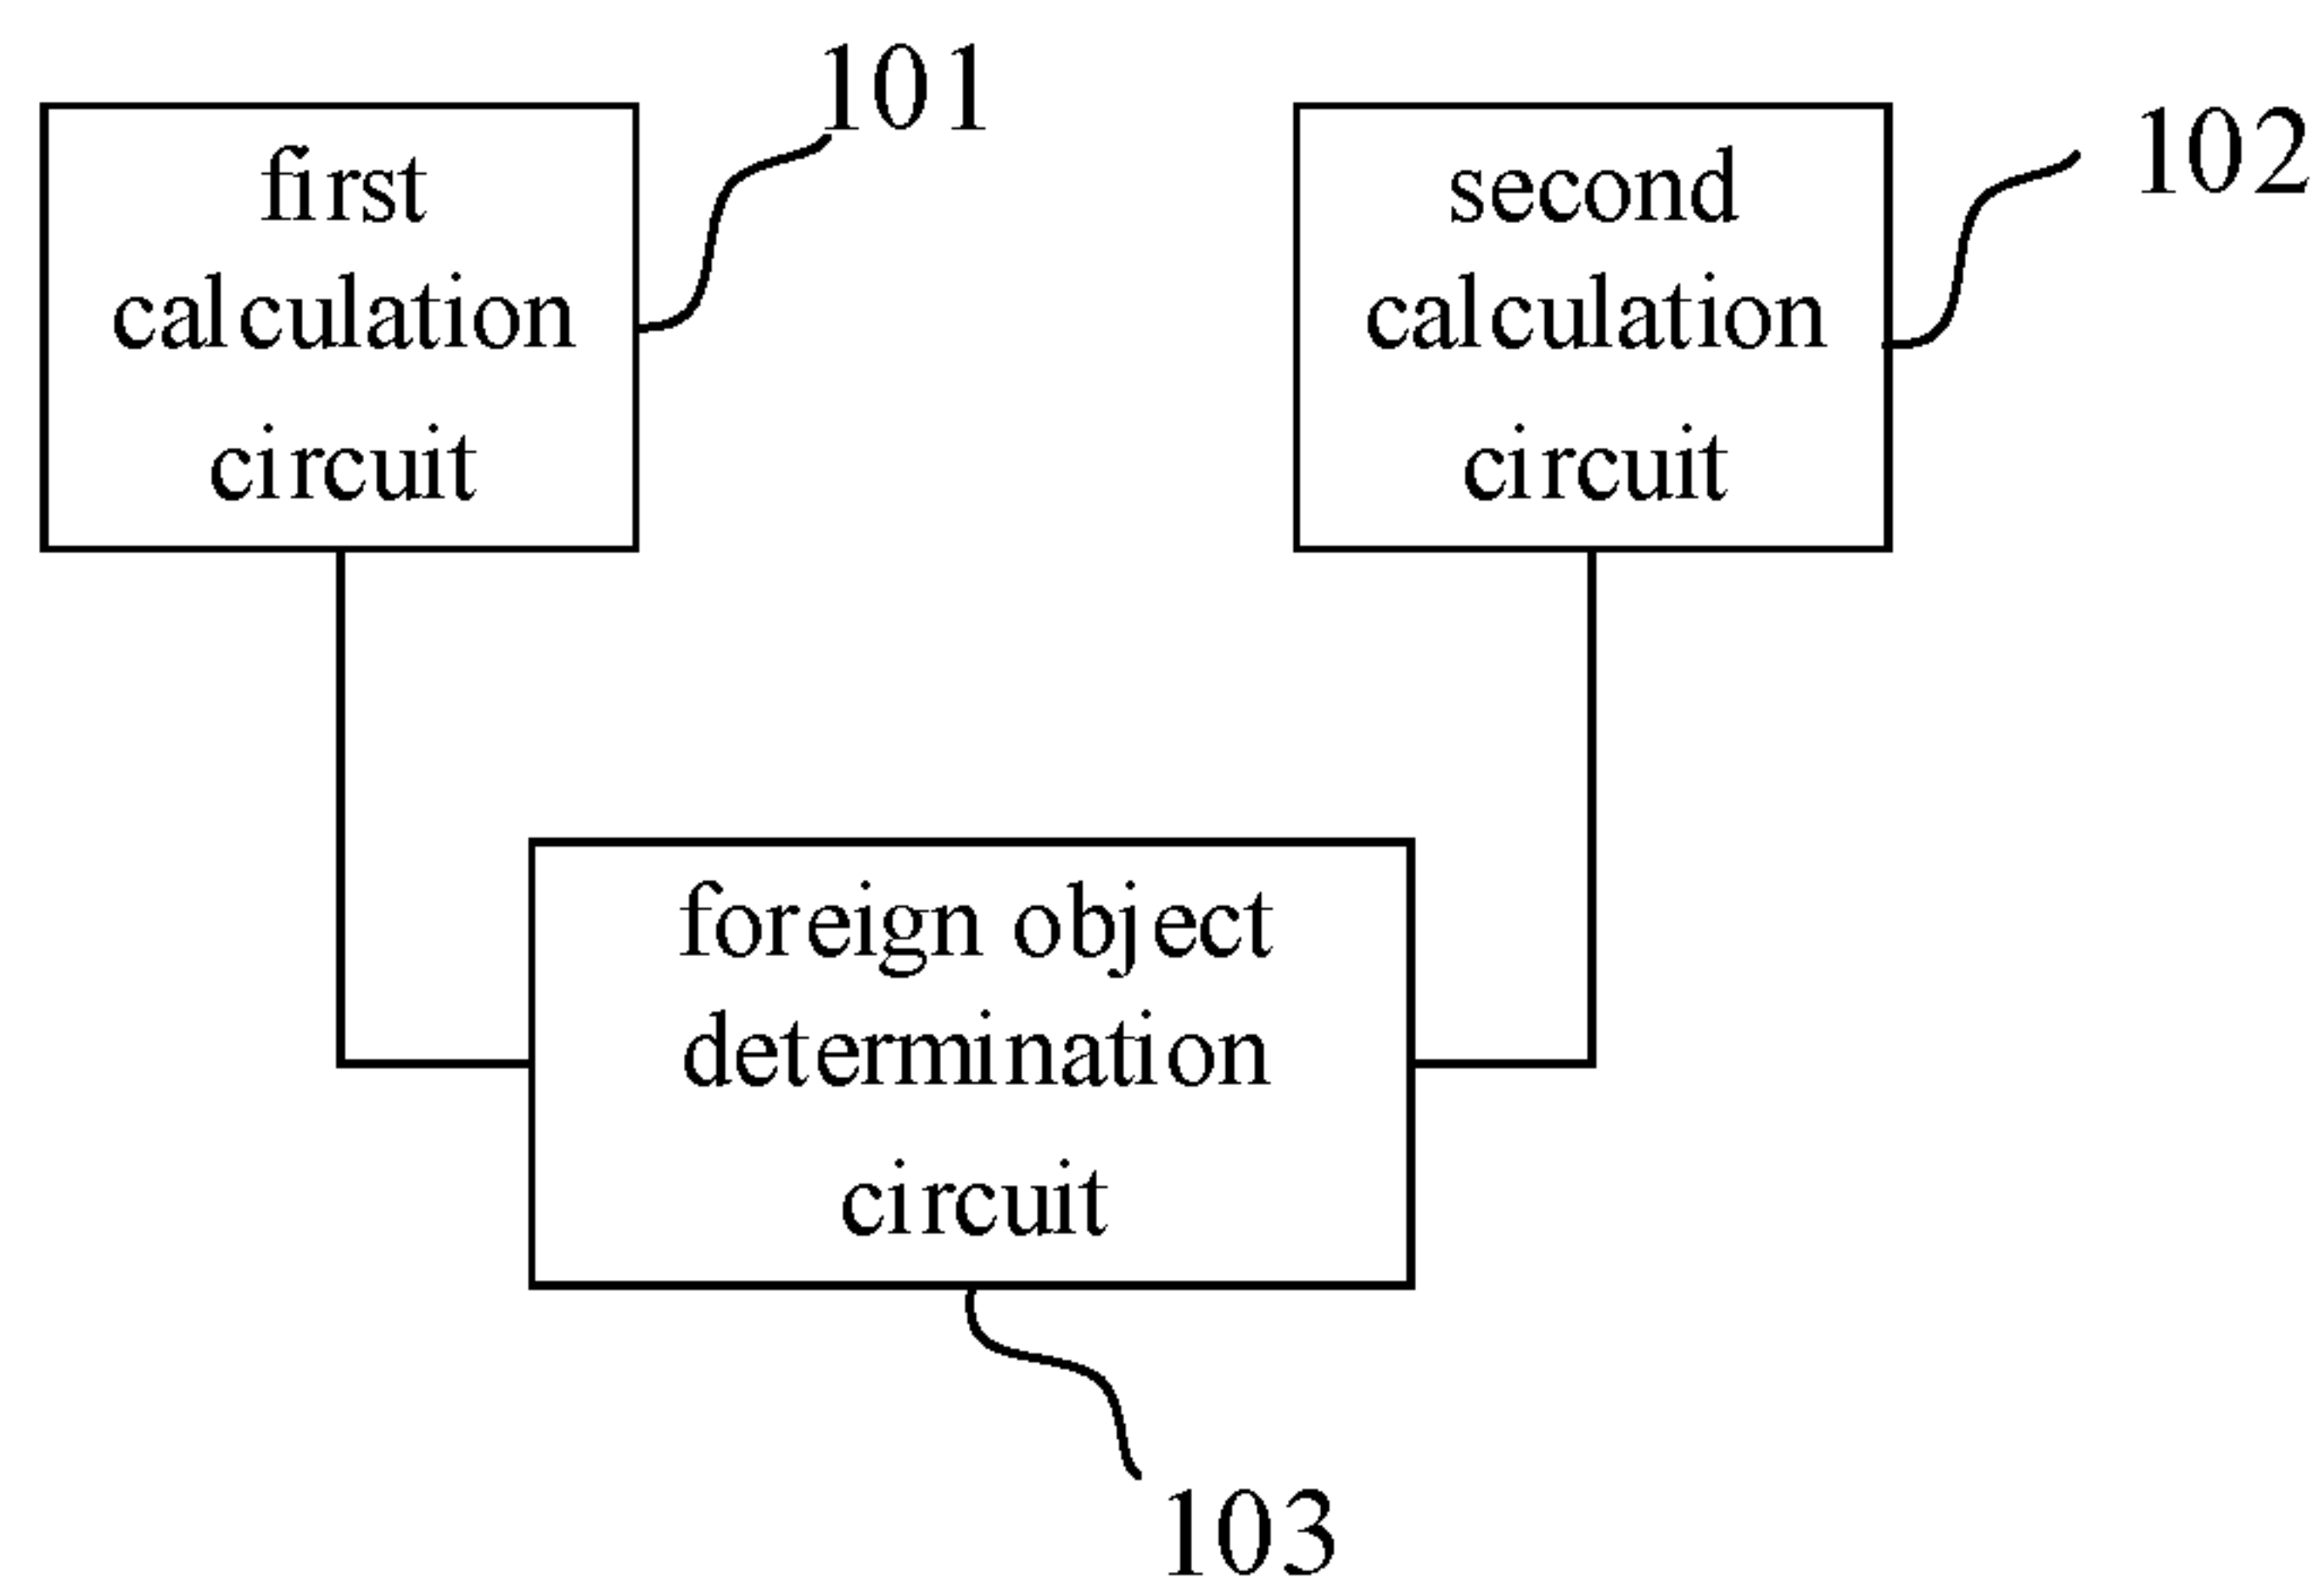 101
first
calculation
circuit
102
second
calculation
circuit
foreign object
determination
circuit
103